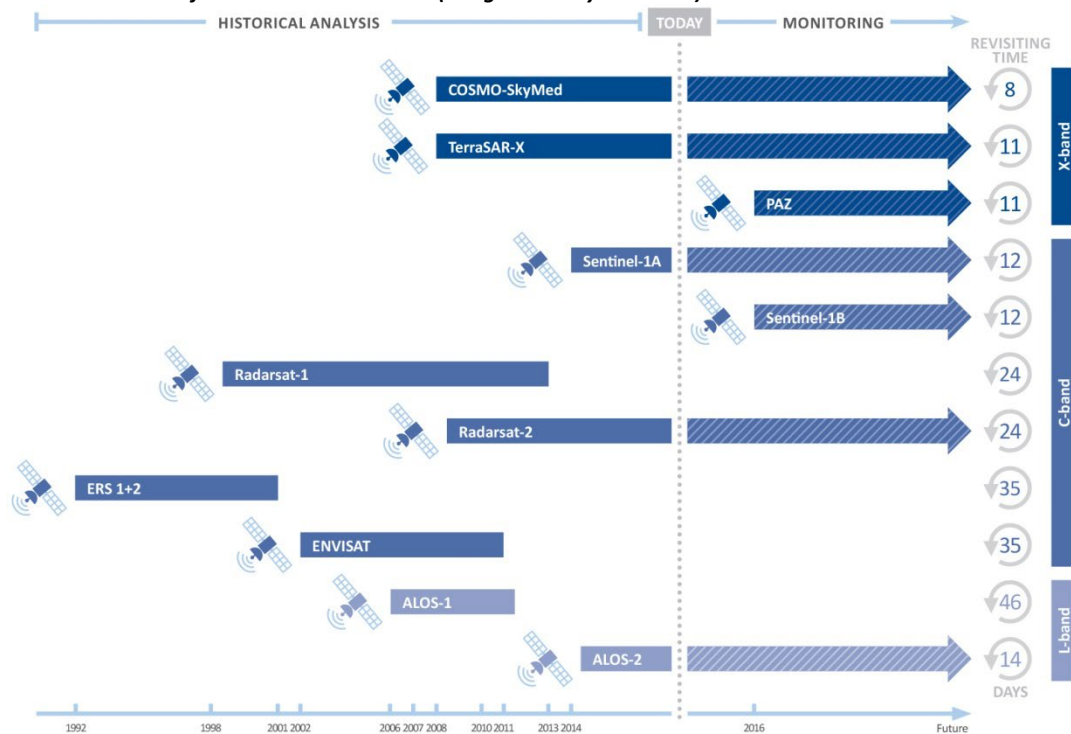 HISTORICAL ANALYSIS TODAY MONITORING
REVISITING
TIME
COSMO-SkyMed 8
TerraSAR-X 11
X-band
PAZ 11
Sentinel-1A 12
Sentinel-1B 12
Radarsat-1 24
C-band
Radarsat-2 24
ERS 1+2 35
ENVISAT 35
ALOS-1 46
L-band
ALOS-2 14
DAYS
1992 1998 2001 2002 2006 2007 2008 2010 2011 2013 2014 2016 Future